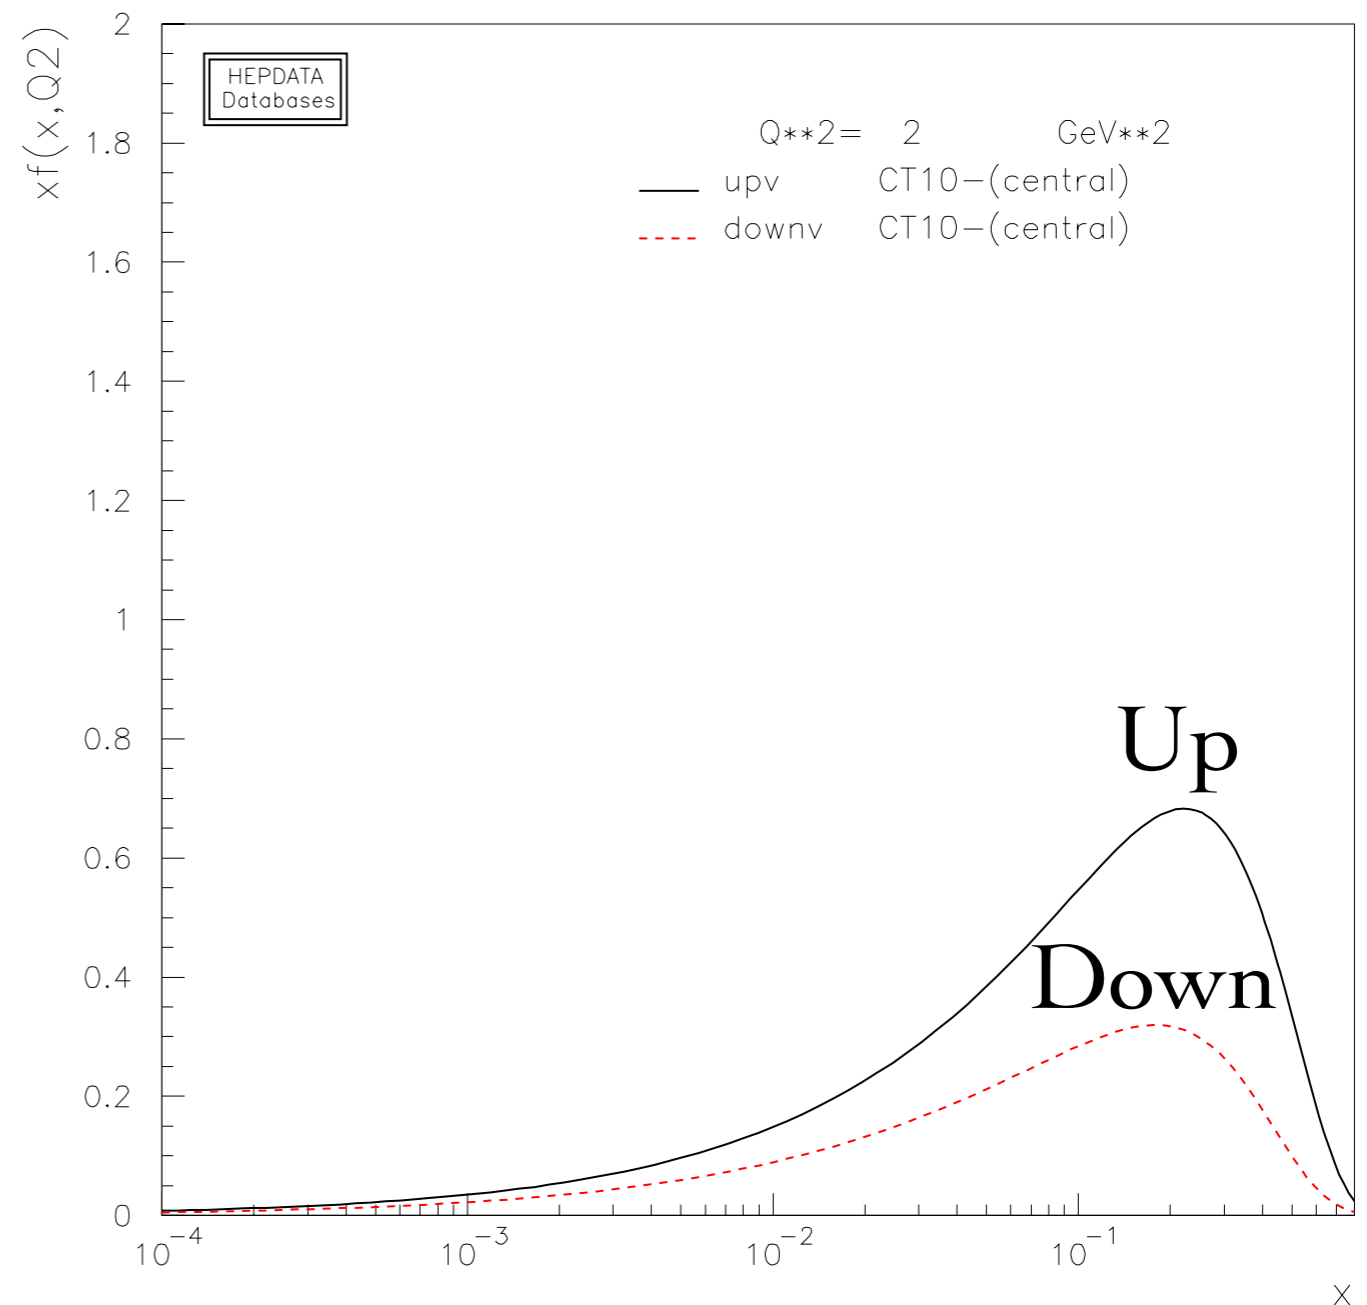 xf(x,Q2)
HEPDATA
Databases
Q**2= 2 GeV**2
upv CT10-(central)
downv CT10-(central)
2
1.8
1.6
1.4
1.2
1
0.8
0.6
0.4
0.2
0
Up
Down
10^-4 10^-3 10^-2 10^-1
x